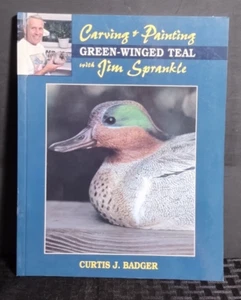 Carving & Painting
GREEN-WINGED TEAL
with Jim Sprankle
CURTIS J. BADGER